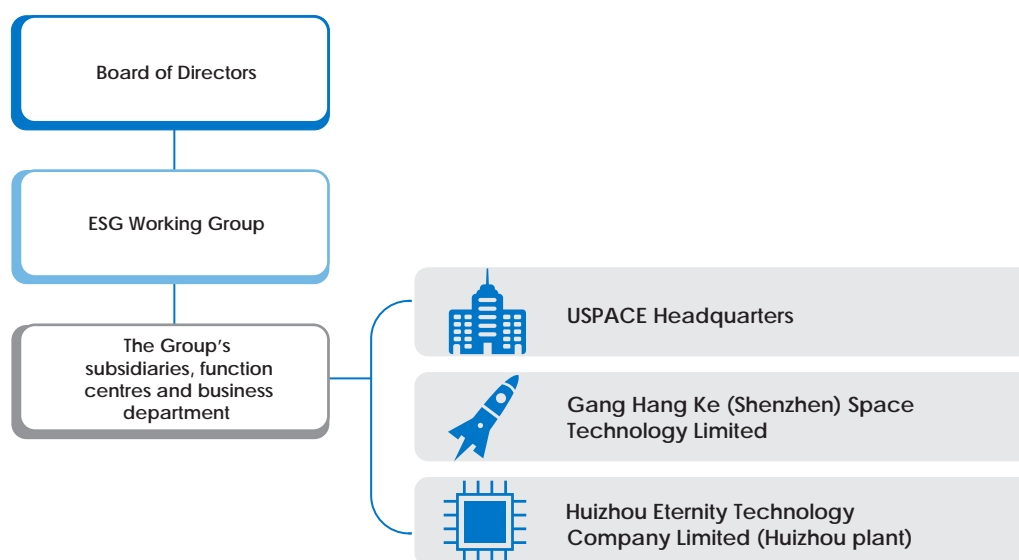 Board of Directors
ESG Working Group
The Group's
subsidiaries, function
centres and business
department
USPACE Headquarters
Gang Hang Ke (Shenzhen) Space
Technology Limited
Huizhou Eternity Technology
Company Limited (Huizhou plant)